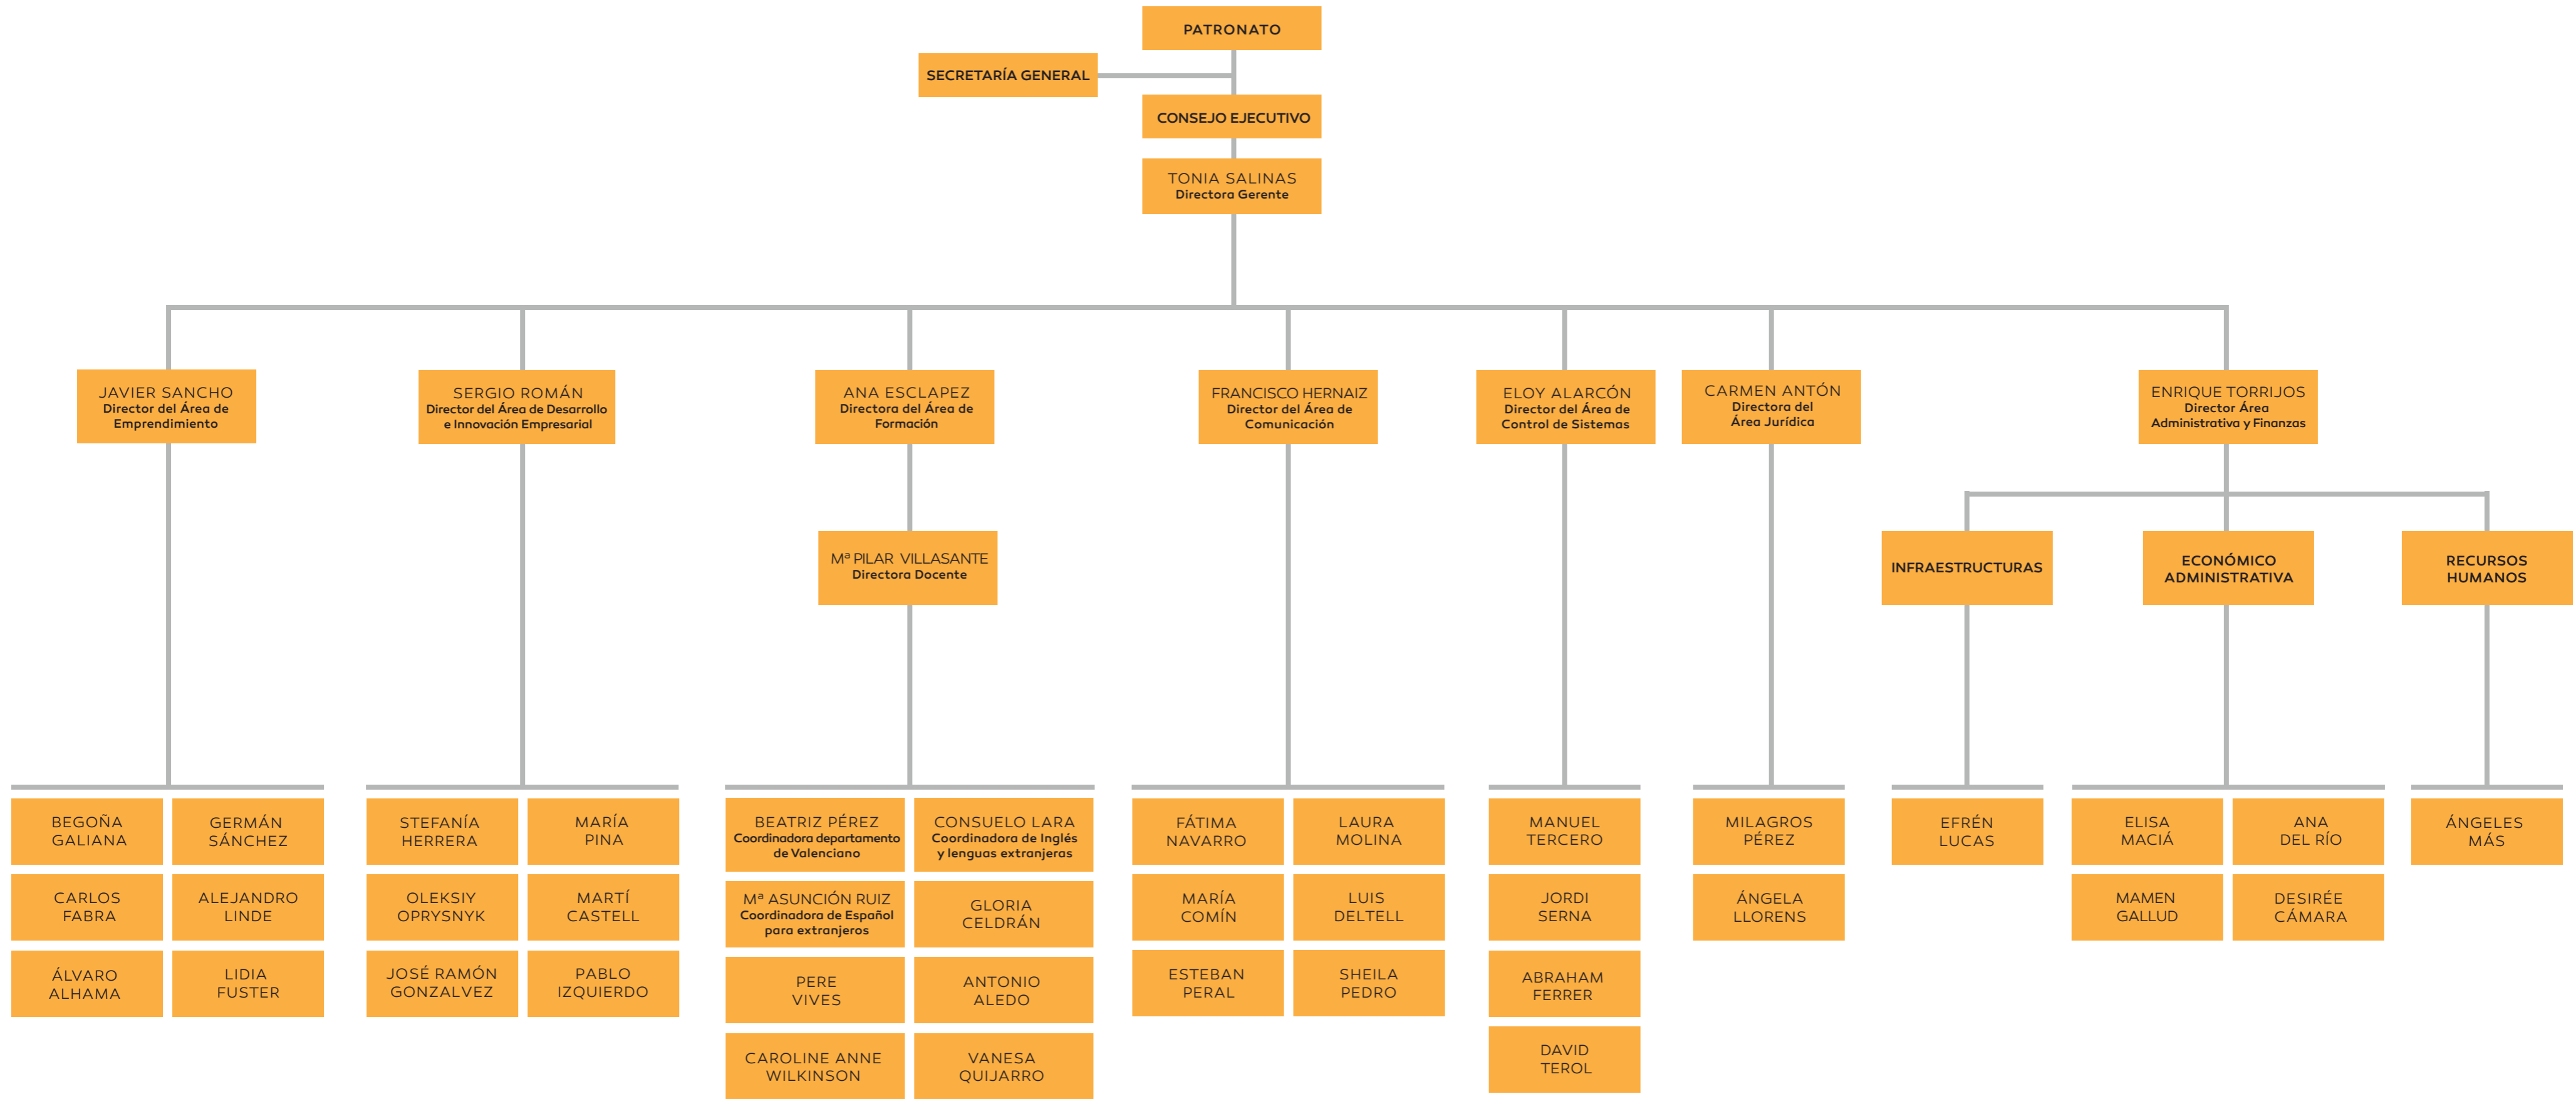 PATRONATO
SECRETARÍA GENERAL
CONSEJO EJECUTIVO
TONIA SALINAS
Directora Gerente
JAVIER SANCHO
Director del Área de
Emprendimiento
SERGIO ROMÁN
Director del Área de Desarrollo
e Innovación Empresarial
ANA ESCLAPEZ
Directora del Área de
Formación
FRANCISCO HERNAIZ
Director del Área de
Comunicación
ELOY ALARCÓN
Director del Área de
Control de Sistemas
CARMEN ANTÓN
Directora del
Área Jurídica
ENRIQUE TORRIJOS
Director Área
Administrativa y Finanzas
Mª PILAR VILLASANTE
Directora Docente
INFRAESTRUCTURAS
ECONÓMICO
ADMINISTRATIVA
RECURSOS
HUMANOS
BEGOÑA
GALIANA
GERMÁN
SÁNCHEZ
CARLOS
FABRA
ALEJANDRO
LINDE
ÁLVARO
ALHAMA
LIDIA
FUSTER
STEFANÍA
HERRERA
MARÍA
PINA
OLEKSIY
OPRYSNYK
MARTÍ
CASTELL
JOSÉ RAMÓN
GONZALVEZ
PABLO
IZQUIERDO
BEATRIZ PÉREZ
Coordinadora departamento
de Valenciano
CONSUELO LARA
Coordinadora de Inglés
y lenguas extranjeras
Mª ASUNCIÓN RUIZ
Coordinadora de Español
para extranjeros
GLORIA
CELDRÁN
PERE
VIVES
ANTONIO
ALEDO
CAROLINE ANNE
WILKINSON
VANESA
QUIJARRO
FÁTIMA
NAVARRO
LAURA
MOLINA
MARÍA
COMÍN
LUIS
DELTELL
ESTEBAN
PERAL
SHEILA
PEDRO
MANUEL
TERCERO
JORDI
SERNA
ABRAHAM
FERRER
DAVID
TEROL
MILAGROS
PÉREZ
ÁNGELA
LLORENS
EFRÉN
LUCAS
ELISA
MACIÁ
ANA
DEL RÍO
MAMEN
GALLUD
DESIRÉE
CÁMARA
ÁNGELES
MÁS